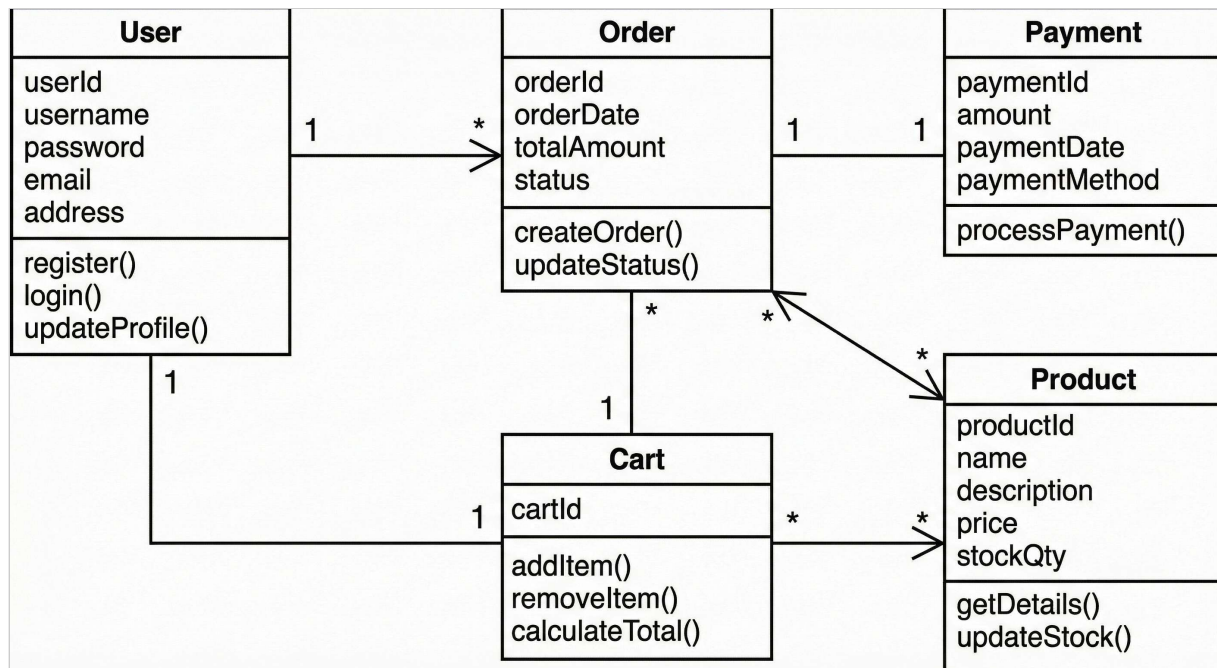 User
userId
username
password
email
address
register()
login()
updateProfile()
1
*
Order
orderId
orderDate
totalAmount
status
createOrder()
updateStatus()
1
1
Payment
paymentId
amount
paymentDate
paymentMethod
processPayment()
*
1
*
*
1
1
Cart
cartId
addItem()
removeItem()
calculateTotal()
*
*
Product
productId
name
description
price
stockQty
getDetails()
updateStock()